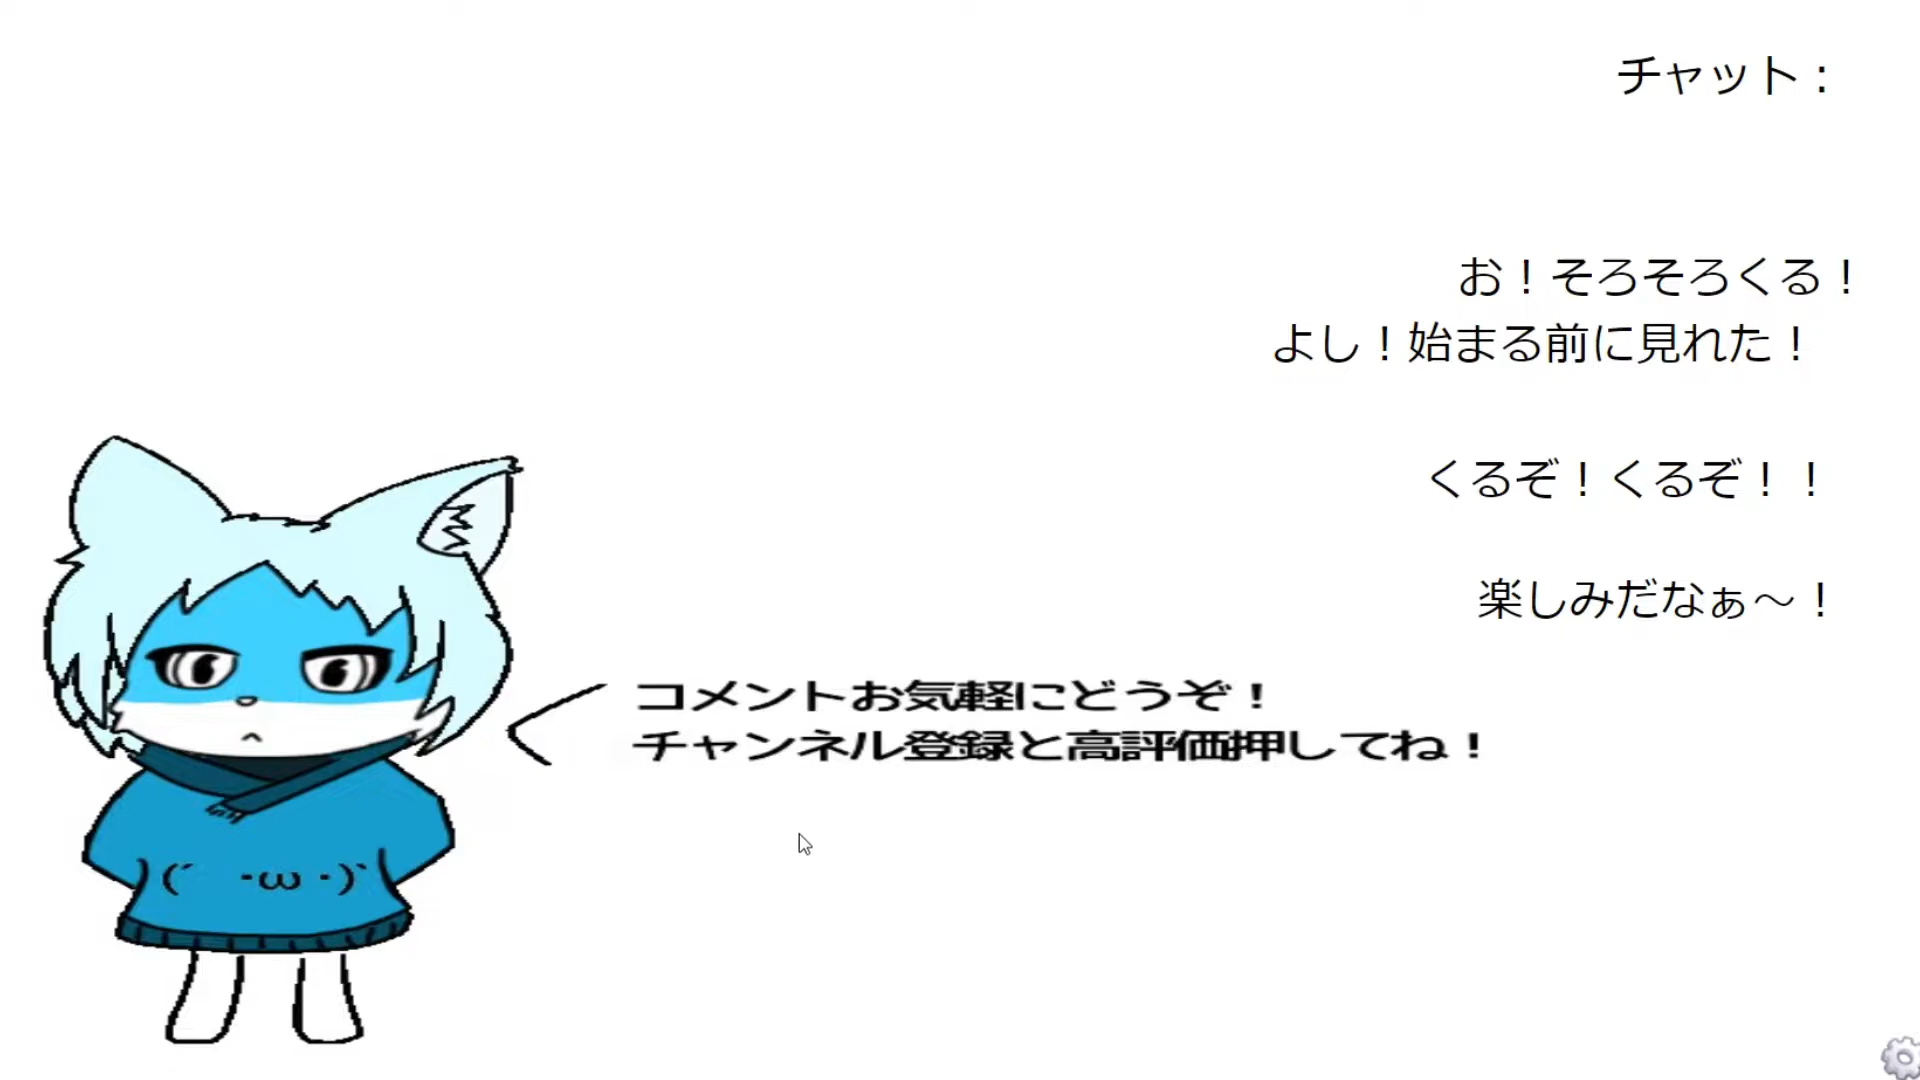 チャット：
お！そろそろくる！
よし！始まる前に見れた！
くるぞ！くるぞ！！
楽しみだなぁ～！
コメントお気軽にどうぞ！
チャンネル登録と高評価押してね！
(´ ･ω･)`